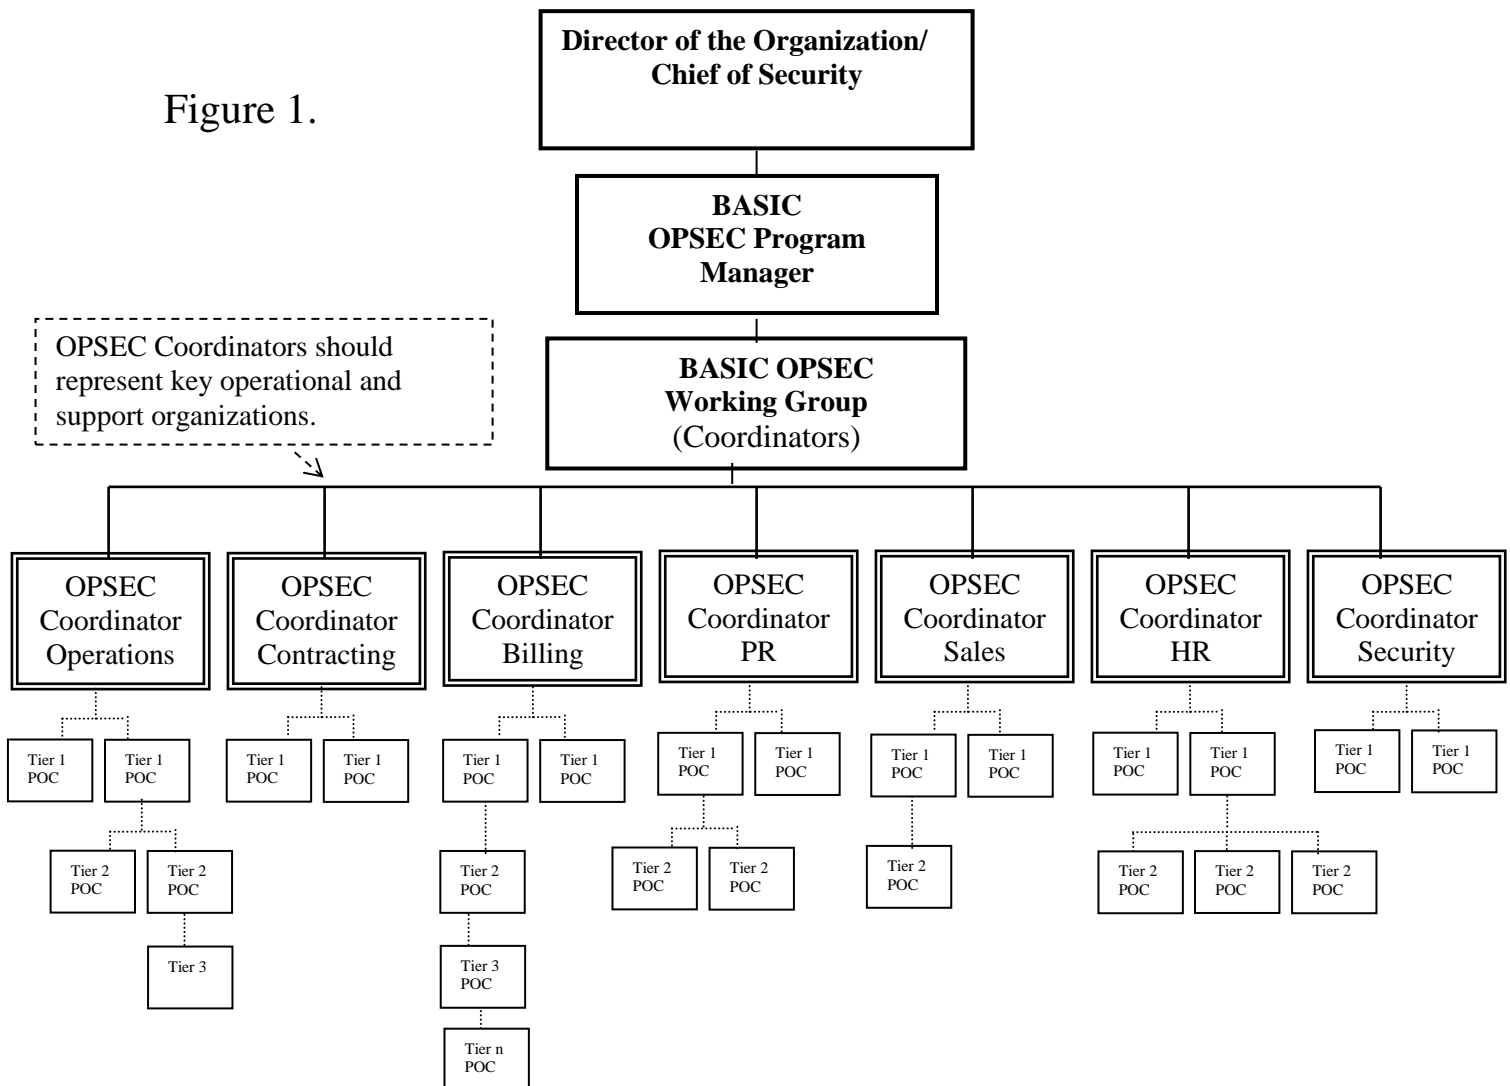 Director of the Organization/
Chief of Security
Figure 1.
BASIC
OPSEC Program
Manager
OPSEC Coordinators should
represent key operational and
support organizations.
BASIC OPSEC
Working Group
(Coordinators)
OPSEC
Coordinator
Operations
OPSEC
Coordinator
Contracting
OPSEC
Coordinator
Billing
OPSEC
Coordinator
PR
OPSEC
Coordinator
Sales
OPSEC
Coordinator
HR
OPSEC
Coordinator
Security
Tier 1
POC
Tier 1
POC
Tier 1
POC
Tier 1
POC
Tier 1
POC
Tier 1
POC
Tier 1
POC
Tier 1
POC
Tier 1
POC
Tier 1
POC
Tier 1
POC
Tier 1
POC
Tier 1
POC
Tier 1
POC
Tier 2
POC
Tier 2
POC
Tier 2
POC
Tier 2
POC
Tier 2
POC
Tier 2
POC
Tier 2
POC
Tier 2
POC
Tier 2
POC
Tier 3
Tier 3
POC
Tier n
POC